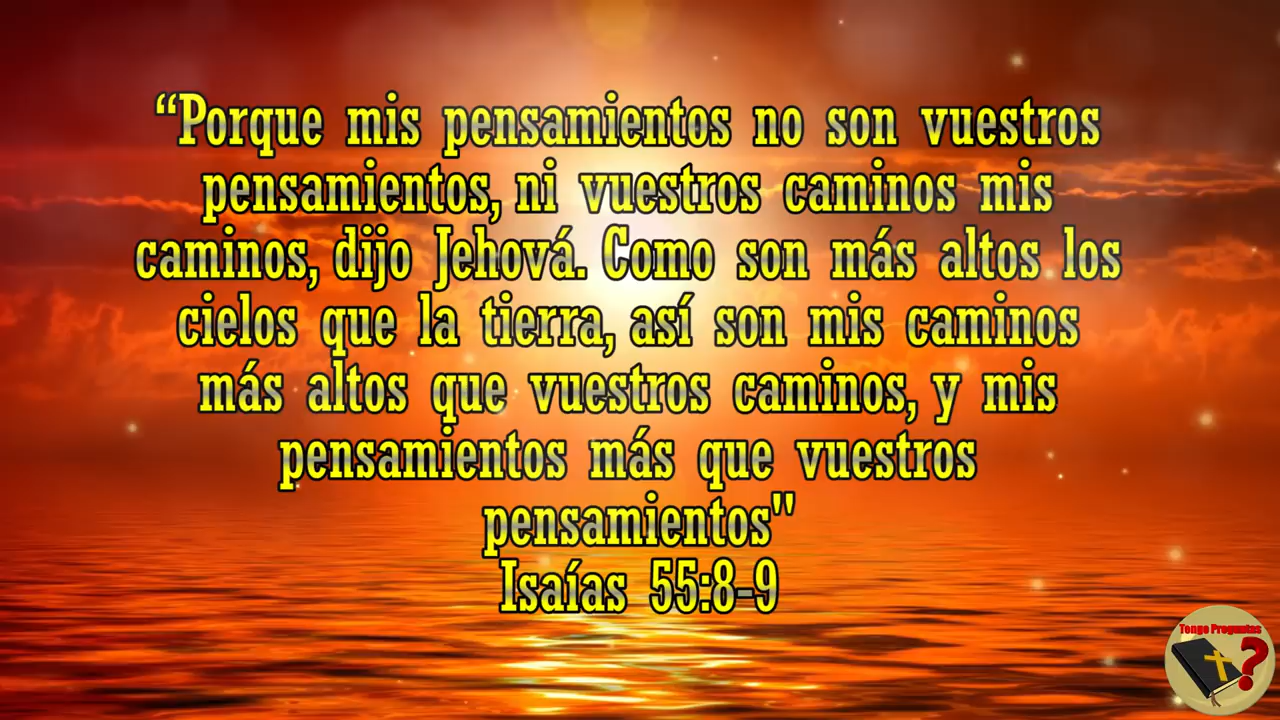 “Porque mis pensamientos no son vuestros
pensamientos, ni vuestros caminos mis
caminos, dijo Jehová. Como son más altos los
cielos que la tierra, así son mis caminos
más altos que vuestros caminos, y mis
pensamientos más que vuestros
pensamientos"
Isaías 55:8-9
Tengo Preguntas
?